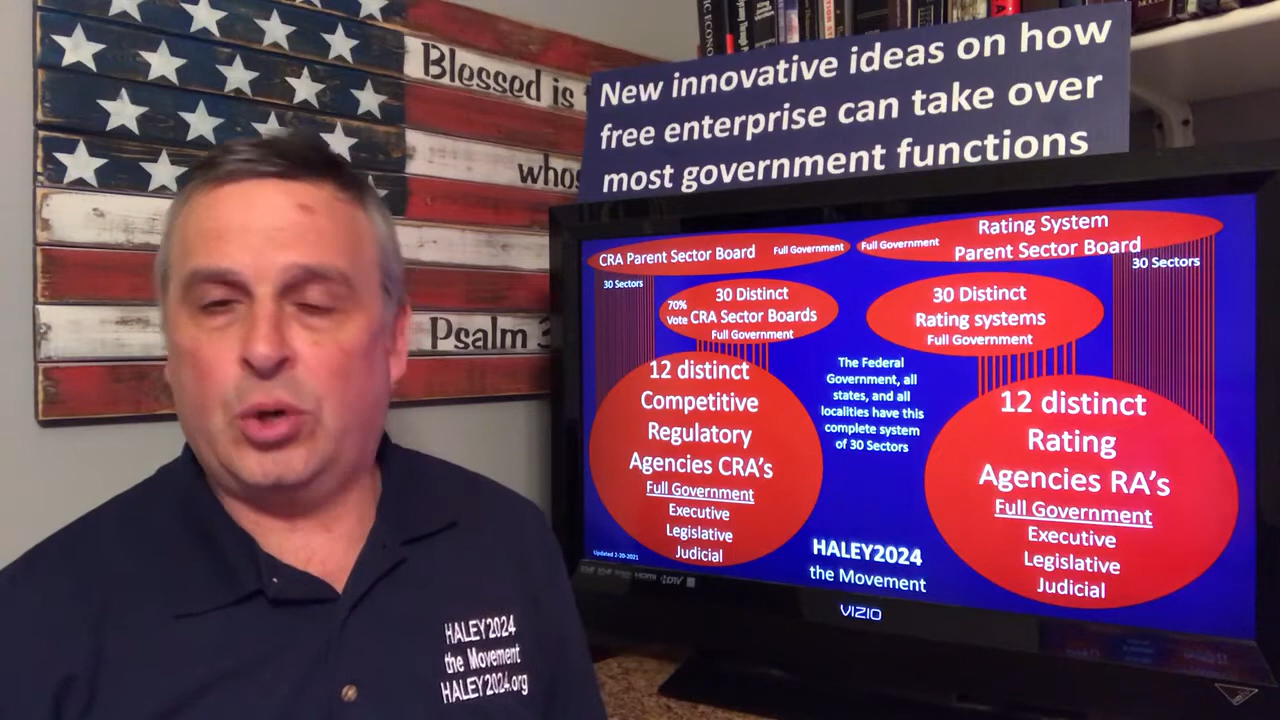 Blessed is
whos
Psalm 3
New innovative ideas on how
free enterprise can take over
most government functions
CRA Parent Sector Board
Full Government
Full Government
Rating System
Parent Sector Board
30 Sectors
30 Sectors
30 Distinct
70%
Vote
CRA Sector Boards
Full Government
30 Distinct
Rating systems
Full Government
12 distinct
Competitive
Regulatory
Agencies CRA's
Full Government
Executive
Legislative
Judicial
The Federal
Government, all
states, and all
localities have this
complete system
of 30 Sectors
12 distinct
Rating
Agencies RA's
Full Government
Executive
Legislative
Judicial
Updated 2-20-2021
HALEY2024
the Movement
VIZIO
HALEY2024
the Movement
HALEY2024.org